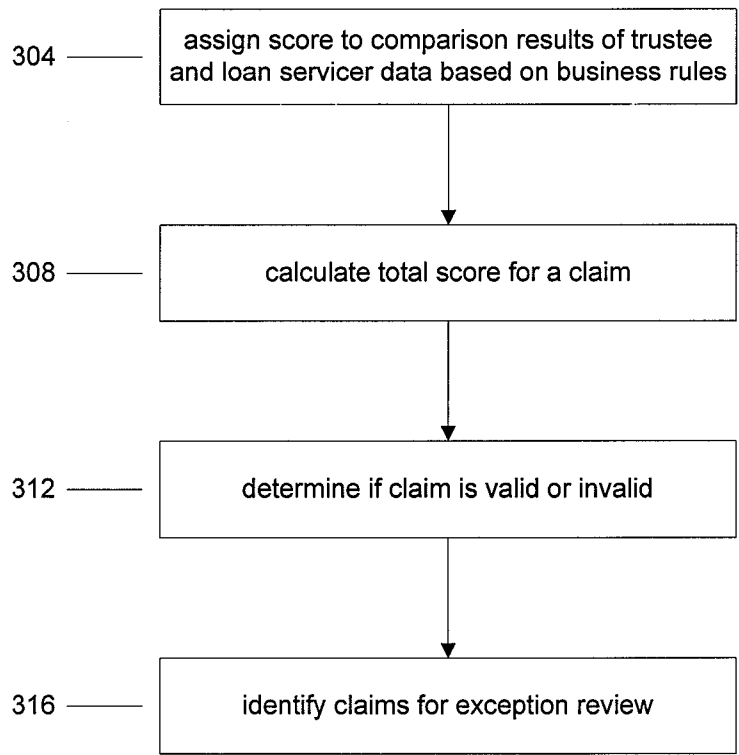 304
assign score to comparison results of trustee
and loan servicer data based on business rules
308
calculate total score for a claim
312
determine if claim is valid or invalid
316
identify claims for exception review